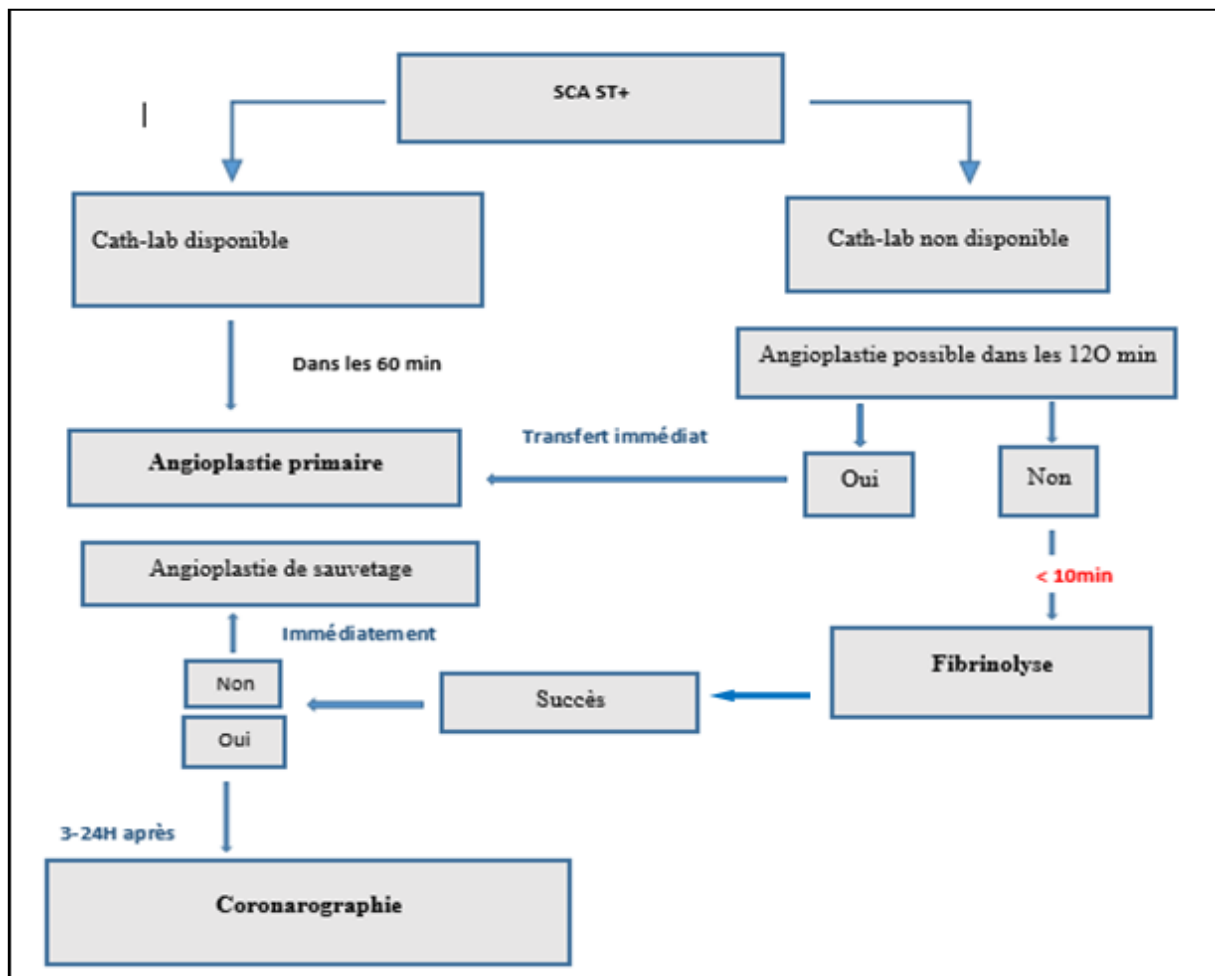 SCA ST+
Cath-lab disponible
Cath-lab non disponible
Dans les 60 min
Angioplastie possible dans les 12O min
Transfert immédiat
Angioplastie primaire
Oui
Non
Angioplastie de sauvetage
< 10min
Immédiatement
Fibrinolyse
Non
Succès
Oui
3-24H après
Coronarographie